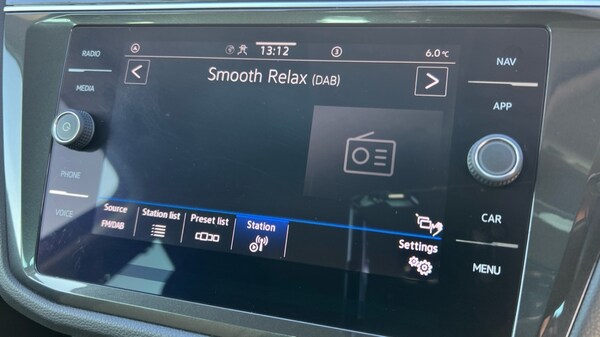 RADIO
MEDIA
PHONE
VOICE
13:12
3
6.0°C
Smooth Relax (DAB)
Source
FM/DAB
Station list
Preset list
Station
Settings
NAV
APP
CAR
MENU